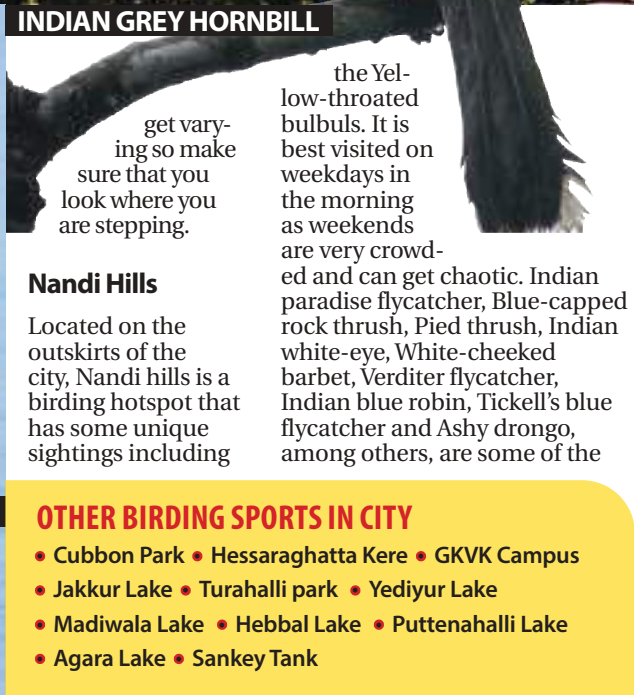 INDIAN GREY HORNBILL
get vary-
ing so make
sure that you
look where you
are stepping.
Nandi Hills
Located on the
outskirts of the
city, Nandi hills is a
birding hotspot that
has some unique
sightings including
the Yel-
low-throated
bulbuls. It is
best visited on
weekdays in
the morning
as weekends
are very crowd-
ed and can get chaotic. Indian
paradise flycatcher, Blue-capped
rock thrush, Pied thrush, Indian
white-eye, White-cheeked
barbet, Verditer flycatcher,
Indian blue robin, Tickell’s blue
flycatcher and Ashy drongo,
among others, are some of the
OTHER BIRDING SPORTS IN CITY
• Cubbon Park • Hessaraghatta Kere • GKVK Campus
• Jakkur Lake • Turahalli park • Yediyur Lake
• Madiwala Lake • Hebbal Lake • Puttenahalli Lake
• Agara Lake • Sankey Tank